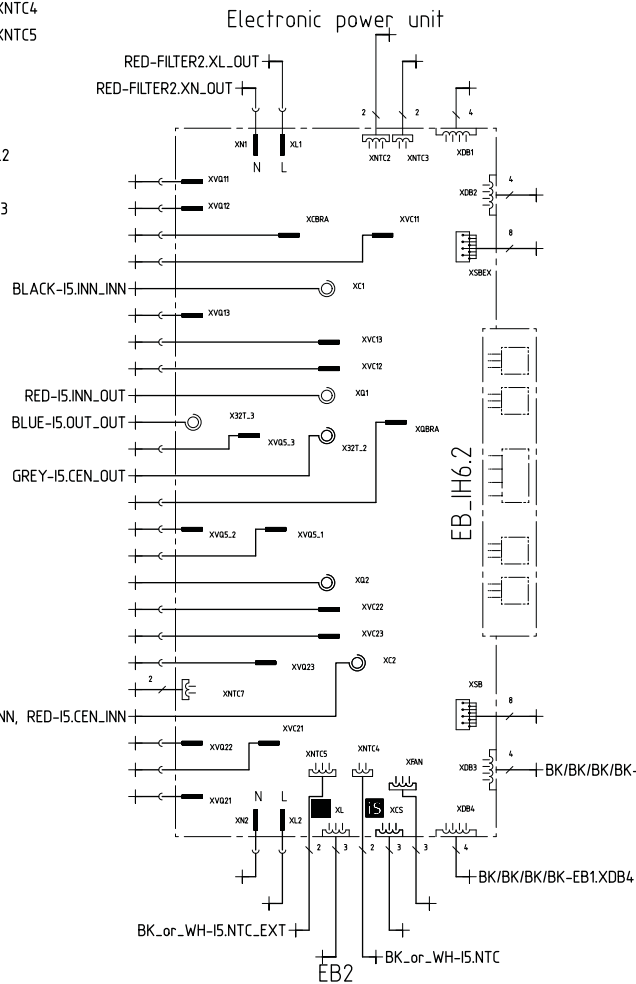 XNTC4
Electronic power unit
XNTC5
RED-FILTER2.XL_OUT
RED-FILTER2.XN_OUT
2 2 4
XN1 XL1 XNTC2 XNTC3 XDB1
N L
XVQ11 4
XDB2
XVQ12
3
XCBRA XVC11 8
XSBEX
BLACK-I5.INN_INN XC1
XVQ13
XVC13
XVC12
RED-I5.INN_OUT XQ1
BLUE-I5.OUT_OUT X32T_3 XQBRA
XVQ5_3 X32T_2
GREY-I5.CEN_OUT
EB_IH6.2
XVQ5_2 XVQ5_1
XQ2
XVC22
XVC23
XVQ23 XC2
2 XNTC7 XSB
8
NN, RED-I5.CEN_INN
XVQ22 XVC21
XNTC5 XNTC4 XFAN XDB3 4
BK/BK/BK/BK-
XVQ21 N L
XN2 XL2 XL iS XCS XDB4
2 3 2 3 3 4
BK/BK/BK/BK-EB1.XDB4
BK_or_WH-I5.NTC_EXT
BK_or_WH-I5.NTC
EB2